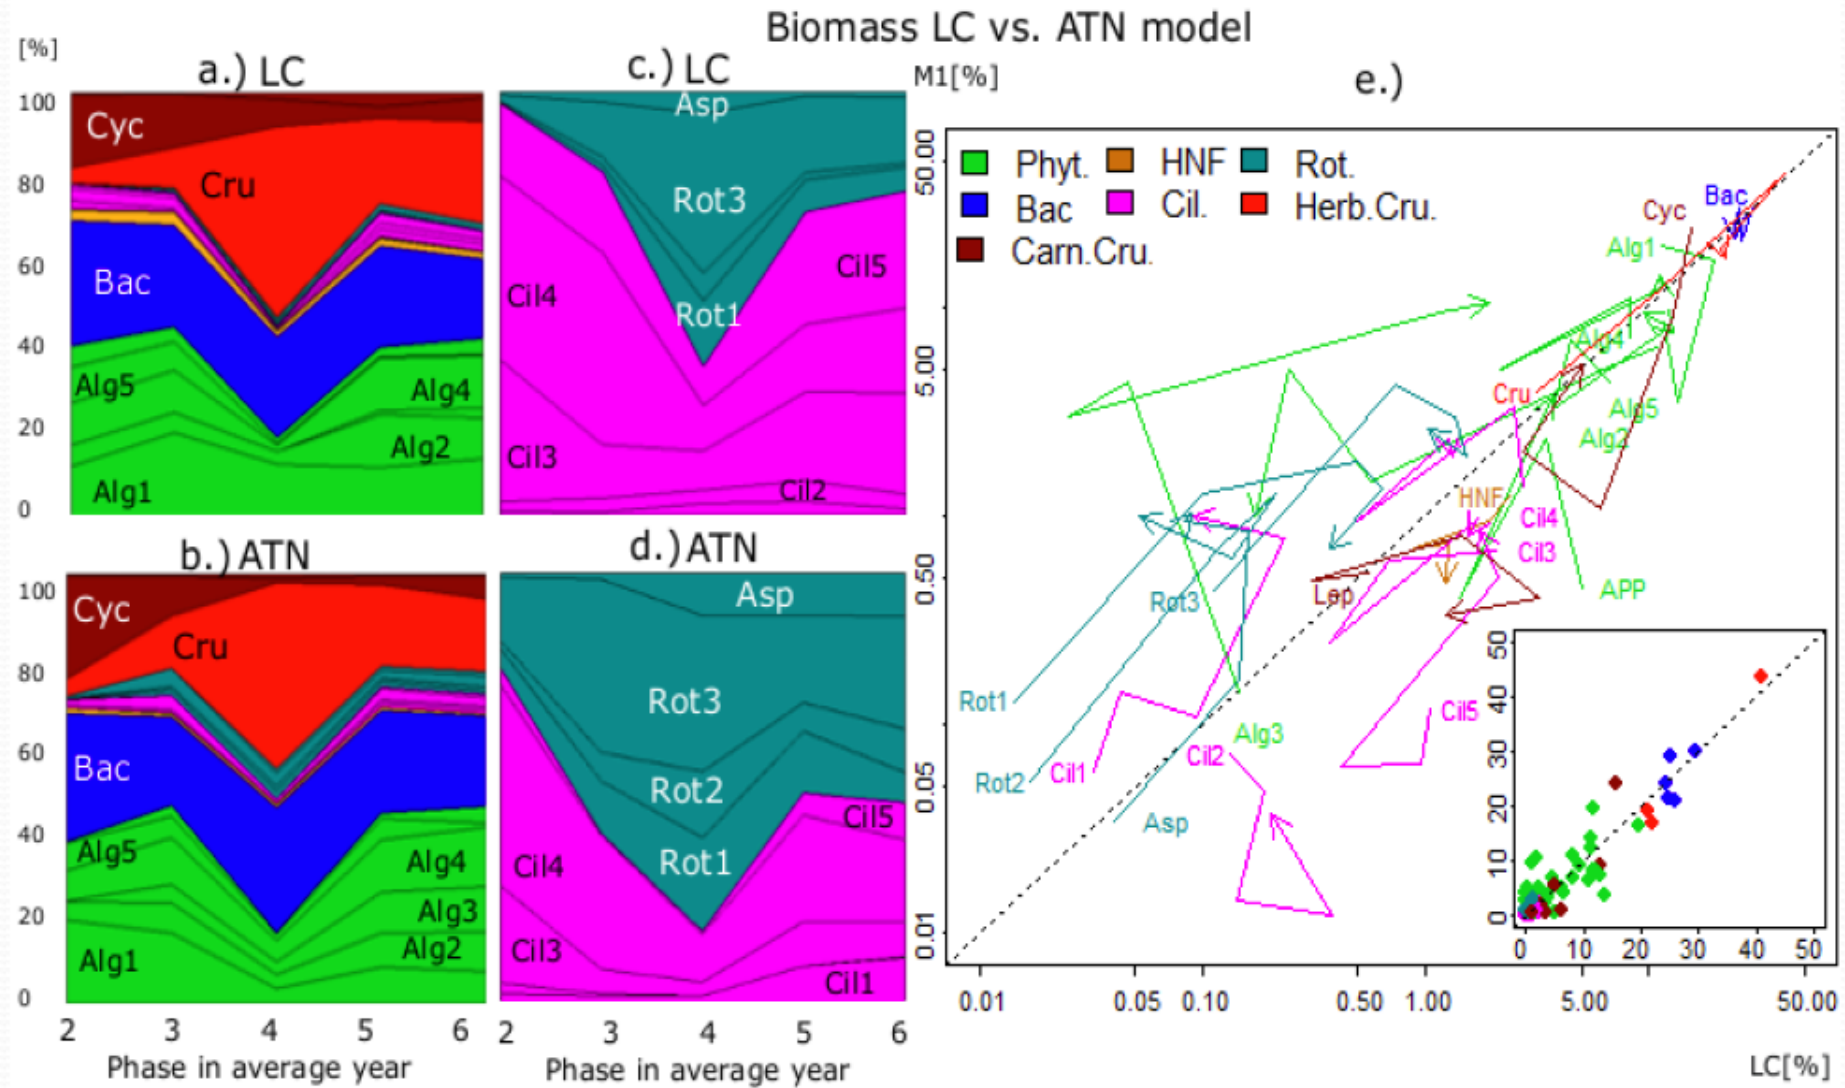 Biomass LC vs. ATN model
[%]
a.) LC
100
80
60
40
20
0
Cyc
Cru
Bac
Alg5
Alg4
Alg2
Alg1
c.) LC
Asp
Rot3
Rot1
Cil5
Cil4
Cil3
Cil2
b.) ATN
100
80
60
40
20
0
Cyc
Cru
Bac
Alg5
Alg4
Alg3
Alg2
Alg1
2 3 4 5 6
Phase in average year
d.) ATN
Asp
Rot3
Rot2
Rot1
Cil5
Cil4
Cil3
Cil1
2 3 4 5 6
Phase in average year
M1[%]
e.)
50.00
5.00
0.50
0.05
0.01
Phyt. HNF Rot.
Bac Cil. Herb.Cru.
Carn.Cru.
Cyc
Bac
Alg1
Alg4
Cru
Alg5
Alg2
HNF
Cil4
Cil3
APP
Lep
Rot3
Rot1
Rot2
Cil1
Cil2
Alg3
Cil5
Asp
50
40
30
20
10
0
0 10 20 30 40 50
0.01 0.05 0.10 0.50 1.00 5.00 50.00
LC[%]